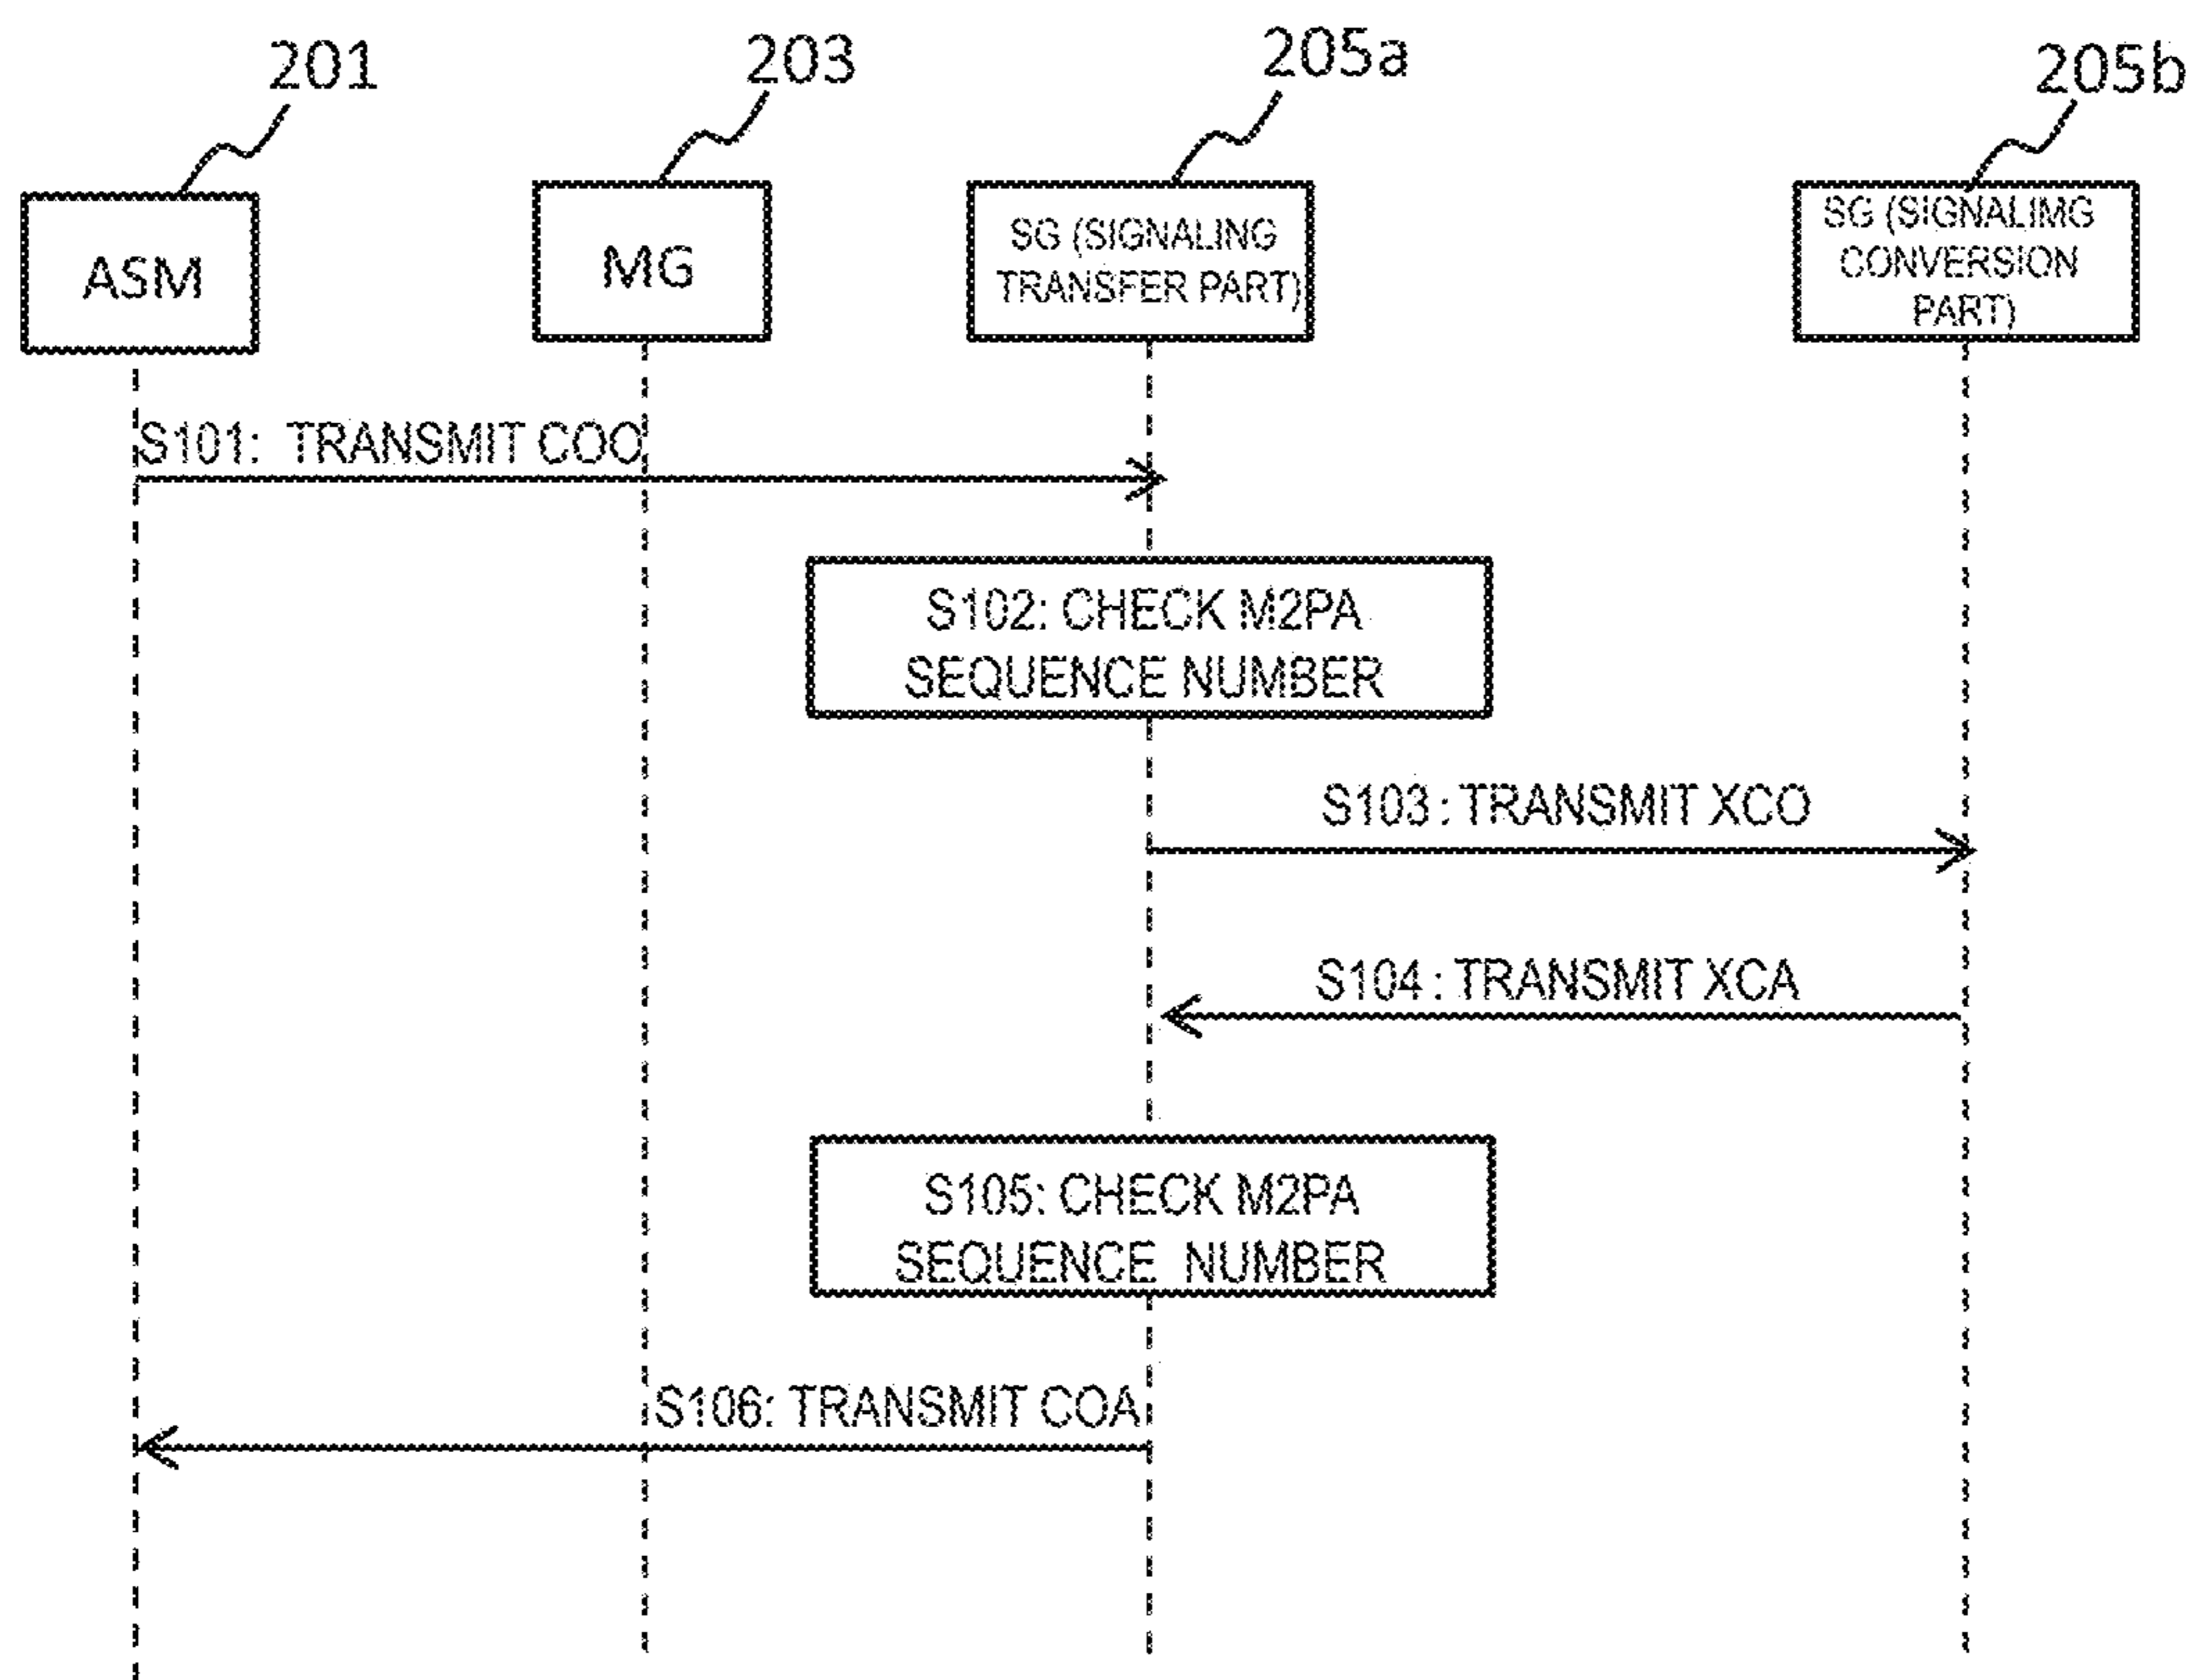 201
203
205a
205b
ASM
MG
SG (SIGNALING
TRANSFER PART)
SG (SIGNALIMG
CONVERSION
PART)
S101: TRANSMIT COO
S102: CHECK M2PA
SEQUENCE NUMBER
S103 : TRANSMIT XCO
S104 : TRANSMIT XCA
S105: CHECK M2PA
SEQUENCE NUMBER
S106: TRANSMIT COA